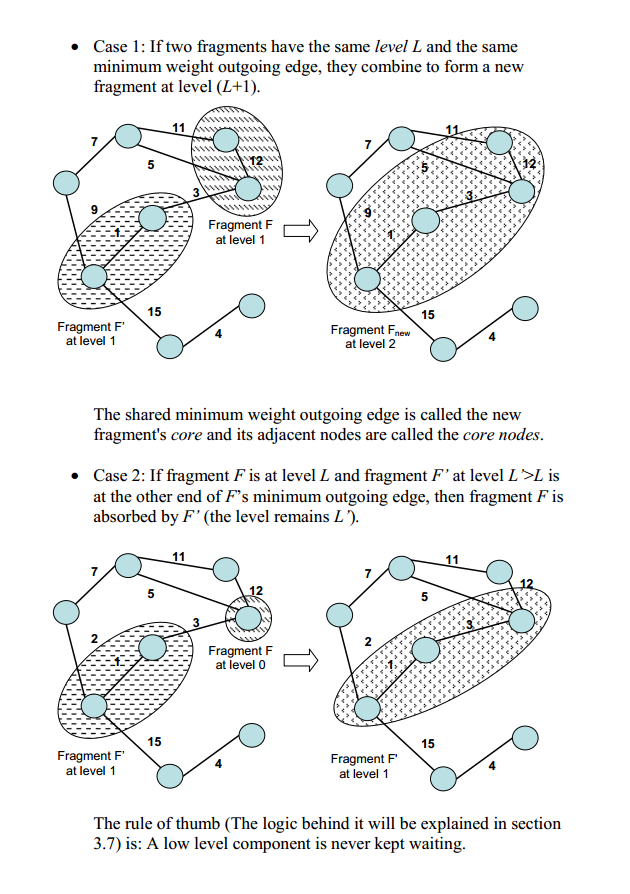 • Case 1: If two fragments have the same level L and the same
minimum weight outgoing edge, they combine to form a new
fragment at level (L+1).
7
11
5
12
9
3
1
Fragment F
at level 1
15
4
Fragment F'
at level 1
7
11
5
12
9
3
1
15
4
Fragment Fnew
at level 2
The shared minimum weight outgoing edge is called the new
fragment's core and its adjacent nodes are called the core nodes.
• Case 2: If fragment F is at level L and fragment F' at level L'>L is
at the other end of F's minimum outgoing edge, then fragment F is
absorbed by F' (the level remains L').
7
11
5
12
2
3
1
Fragment F
at level 0
15
4
Fragment F'
at level 1
7
11
5
12
2
3
1
15
4
Fragment F'
at level 1
The rule of thumb (The logic behind it will be explained in section
3.7) is: A low level component is never kept waiting.